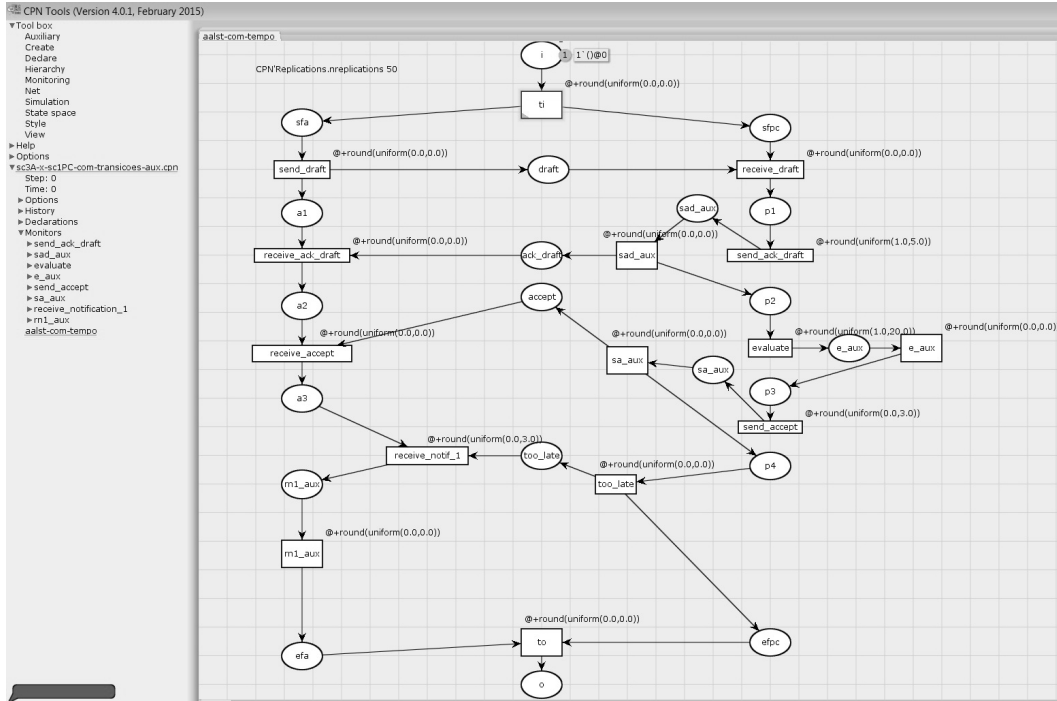 CPN Tools (Version 4.0.1, February 2015)
Tool box
Auxiliary
Create
Declare
Hierarchy
Monitoring
Net
Simulation
State space
Style
View
Help
Options
sc3A-x-sc1PC-com-transicoes-aux.cpn
Step: 0
Time: 0
Options
History
Declarations
Monitors
send_ack_draft
sad_aux
evaluate
e_aux
send_accept
sa_aux
receive_notification_1
rn1_aux
aalst-com-tempo
aalst-com-tempo
i
1
1`()@0
CPN'Replications.nreplications 50
@+round(uniform(0.0,0.0))
ti
sfa
sfpc
@+round(uniform(0.0,0.0))
@+round(uniform(0.0,0.0))
send_draft
draft
receive_draft
a1
sad_aux
p1
@+round(uniform(0.0,0.0))
@+round(uniform(0.0,0.0))
@+round(uniform(1.0,5.0))
receive_ack_draft
ack_draft
sad_aux
send_ack_draft
a2
accept
p2
@+round(uniform(0.0,0.0))
@+round(uniform(0.0,0.0))
@+round(uniform(1.0,20.0))
@+round(uniform(0.0,0.0))
receive_accept
sa_aux
evaluate
e_aux
e_aux
sa_aux
a3
p3
@+round(uniform(0.0,3.0))
send_accept
@+round(uniform(0.0,3.0))
receive_notif_1
too_late
@+round(uniform(0.0,0.0))
p4
rn1_aux
too_late
@+round(uniform(0.0,0.0))
rn1_aux
@+round(uniform(0.0,0.0))
efa
to
efpc
o